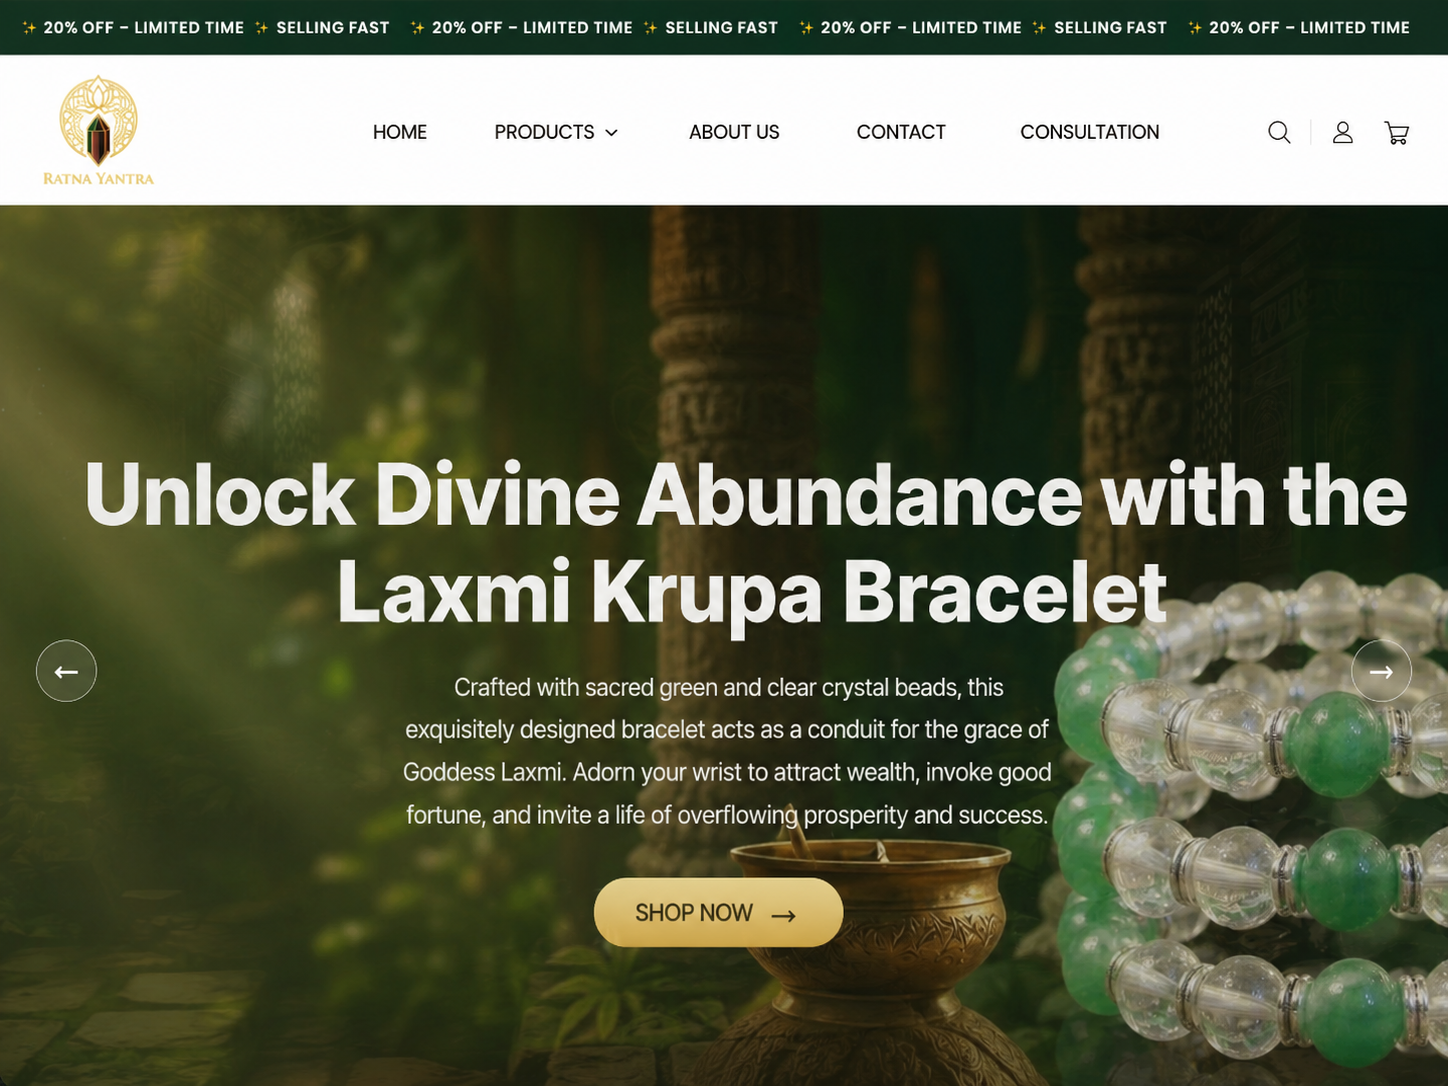 ✨ 20% OFF – LIMITED TIME ✨ SELLING FAST ✨ 20% OFF – LIMITED TIME ✨ SELLING FAST ✨ 20% OFF – LIMITED TIME ✨ SELLING FAST ✨ 20% OFF – LIMITED TIME
RATNA YANTRA
HOME PRODUCTS ABOUT US CONTACT CONSULTATION
Unlock Divine Abundance with the
Laxmi Krupa Bracelet
Crafted with sacred green and clear crystal beads, this
exquisitely designed bracelet acts as a conduit for the grace of
Goddess Laxmi. Adorn your wrist to attract wealth, invoke good
fortune, and invite a life of overflowing prosperity and success.
SHOP NOW →